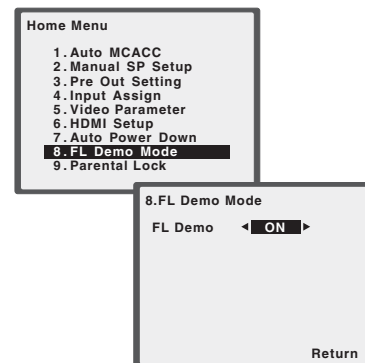 Home Menu
1.Auto MCACC
2.Manual SP Setup
3.Pre Out Setting
4.Input Assign
5.Video Parameter
6.HDMI Setup
7.Auto Power Down
8.FL Demo Mode
9.Parental Lock
8.FL Demo Mode
FL Demo ◀ ON ▶
Return